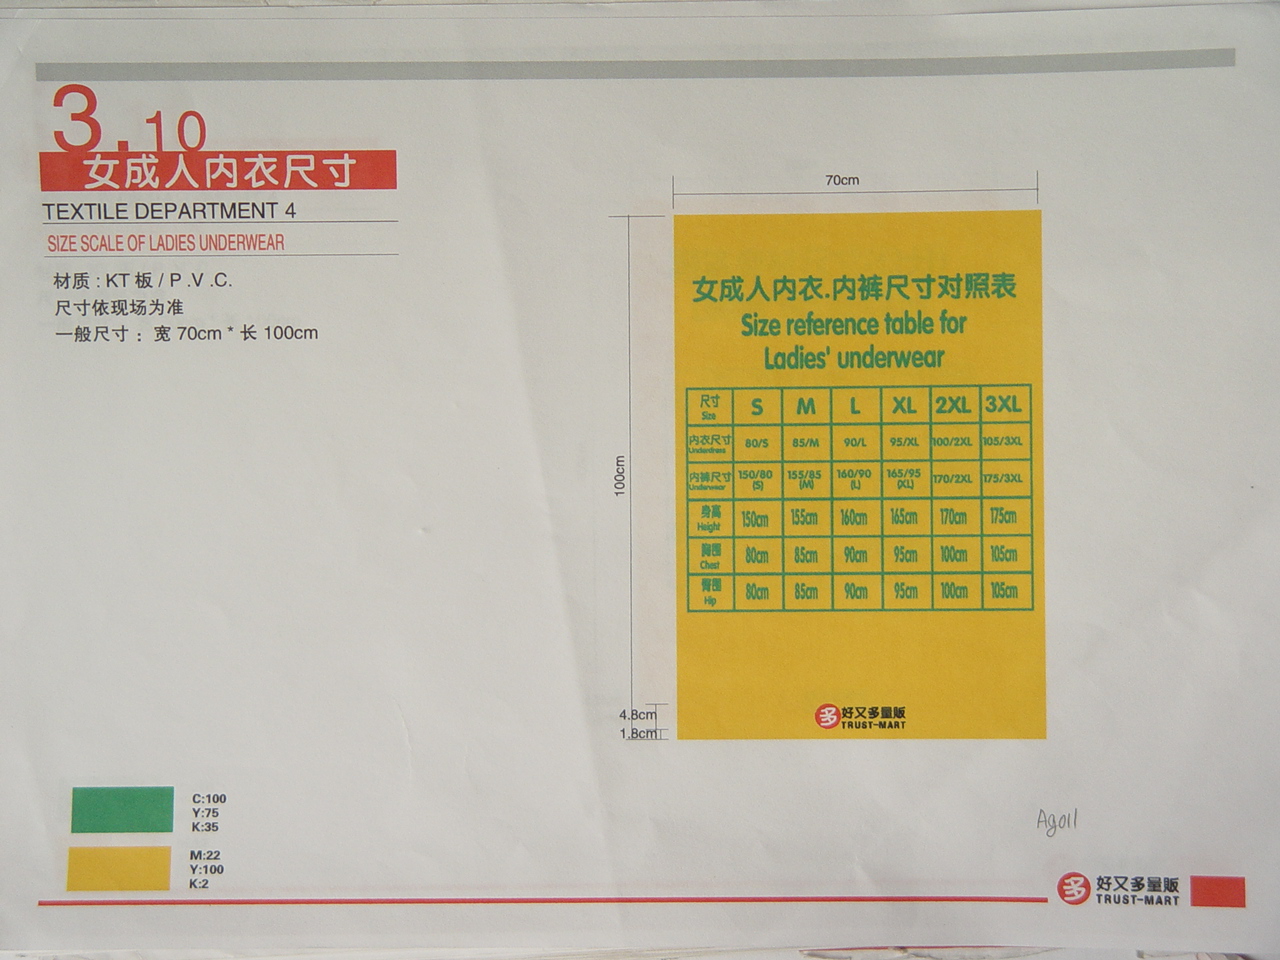 3.10
女成人内衣尺寸
TEXTILE DEPARTMENT 4
SIZE SCALE OF LADIES UNDERWEAR
材质 : KT 板 / P .V .C.
尺寸依现场为准
一般尺寸 : 宽 70cm * 长 100cm
70cm
100cm
女成人内衣.内裤尺寸对照表
Size reference table for
Ladies' underwear
尺寸 Size S M L XL 2XL 3XL
内衣尺寸 Underdress 80/S 85/M 90/L 95/XL 100/2XL 105/3XL
内裤尺寸 Underwear 150/80 (S) 155/85 (M) 160/90 (L) 165/95 (XL) 170/2XL 175/3XL
身高 Height 150cm 155cm 160cm 165cm 170cm 175cm
胸围 Chest 80cm 85cm 90cm 95cm 100cm 105cm
臀围 Hip 80cm 85cm 90cm 95cm 100cm 105cm
4.8cm
1.8cm
多 好又多量販
TRUST-MART
C:100
Y:75
K:35
M:22
Y:100
K:2
Ag011
多 好又多量販
TRUST-MART